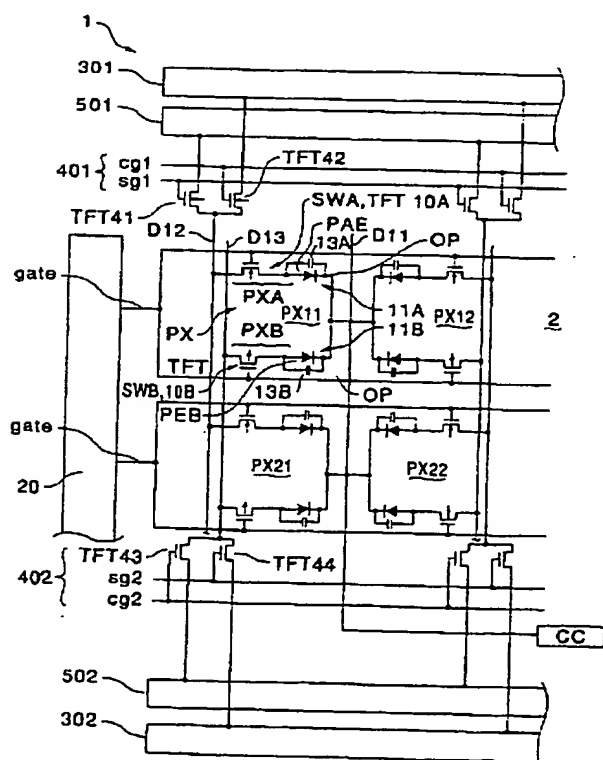 1
301
501
401 { cg1
sg1
TFT42
TFT41
SWA,TFT 10A
D12
D13
PAE
13A
D11
OP
gate
PXA
PX
PX11
11A
PX12
2
PXB
11B
TFT
SWB,10B
13B
OP
PEB
gate
20
PX21
PX22
TFT43
TFT44
402 { sg2
cg2
CC
502
302